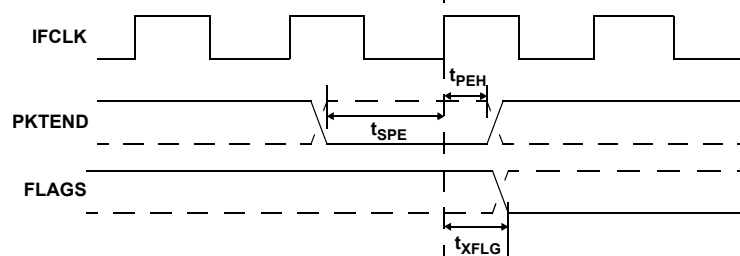 IFCLK
tPEH
PKTEND
tSPE
FLAGS
tXFLG